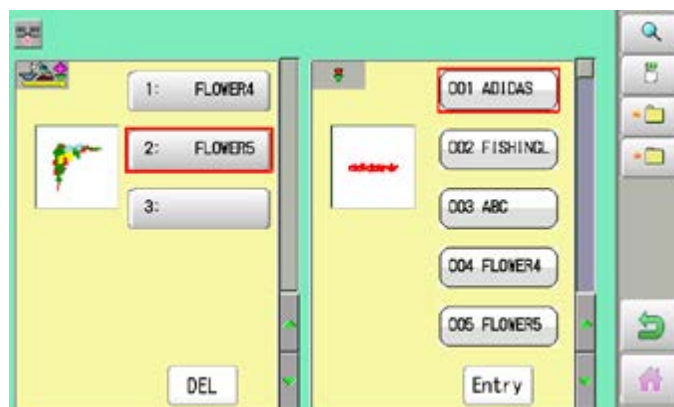 1: FLOWER4
2: FLOWER5
3:
DEL
001 ADIDAS
002 FISHINGL
003 ABC
004 FLOWER4
005 FLOWER5
Entry